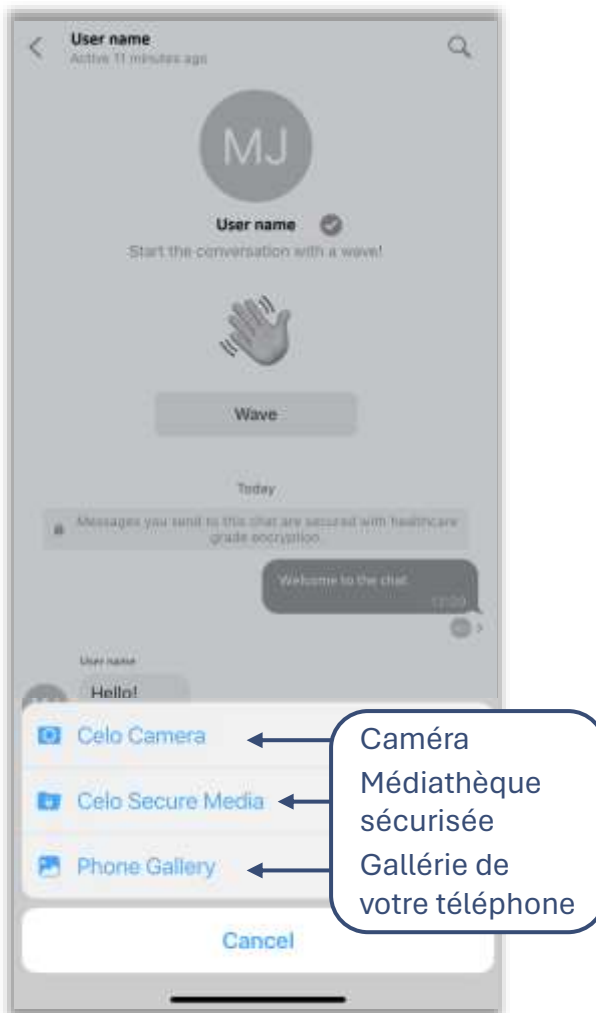 User name
Active 11 minutes ago
MJ
User name
Start the conversation with a wave!
Wave
Today
Messages you send to this chat are secured with healthcare
grade encryption.
Welcome to the chat
User name
Hello!
Celo Camera
Celo Secure Media
Phone Gallery
Cancel
Caméra
Médiathèque
sécurisée
Gallérie de
votre téléphone